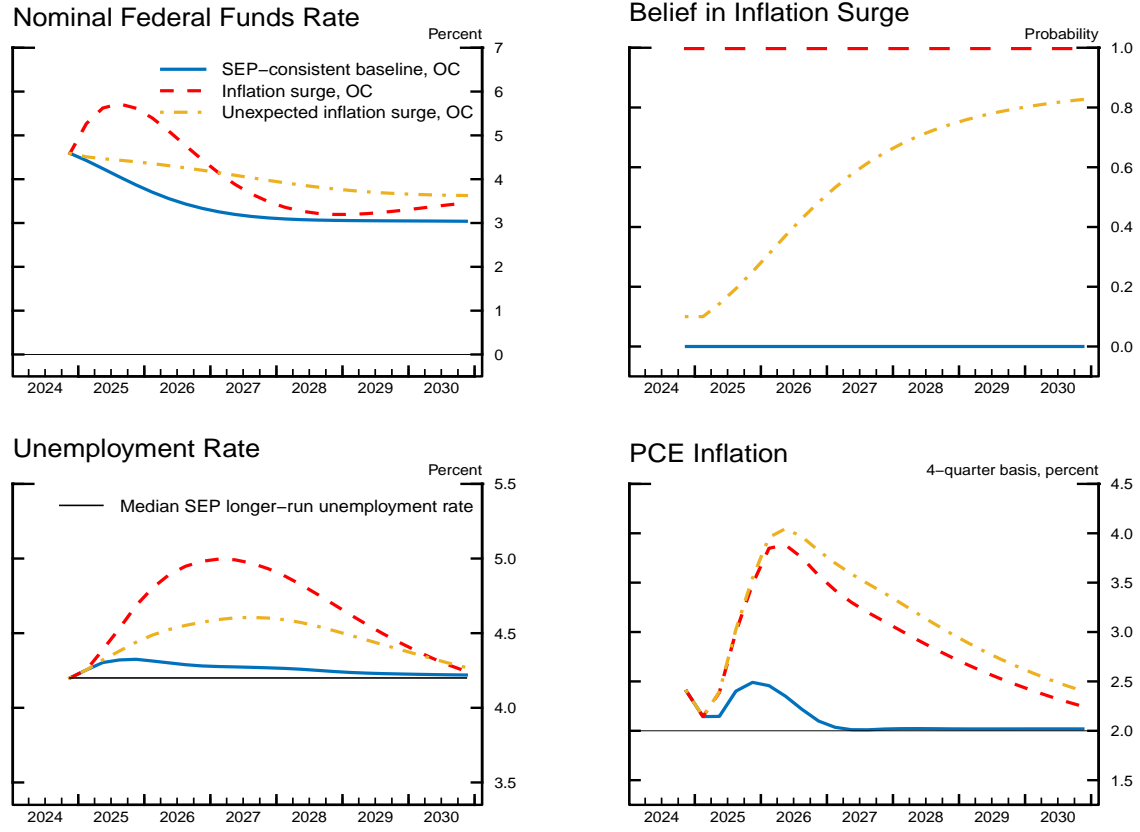 Nominal Federal Funds Rate
Percent
SEP−consistent baseline, OC
Inflation surge, OC
Unexpected inflation surge, OC
7
6
5
4
3
2
1
0
2024 2025 2026 2027 2028 2029 2030
Belief in Inflation Surge
Probability
1.0
0.8
0.6
0.4
0.2
0.0
2024 2025 2026 2027 2028 2029 2030
Unemployment Rate
Percent
Median SEP longer−run unemployment rate
5.5
5.0
4.5
4.0
3.5
2024 2025 2026 2027 2028 2029 2030
PCE Inflation
4−quarter basis, percent
4.5
4.0
3.5
3.0
2.5
2.0
1.5
2024 2025 2026 2027 2028 2029 2030